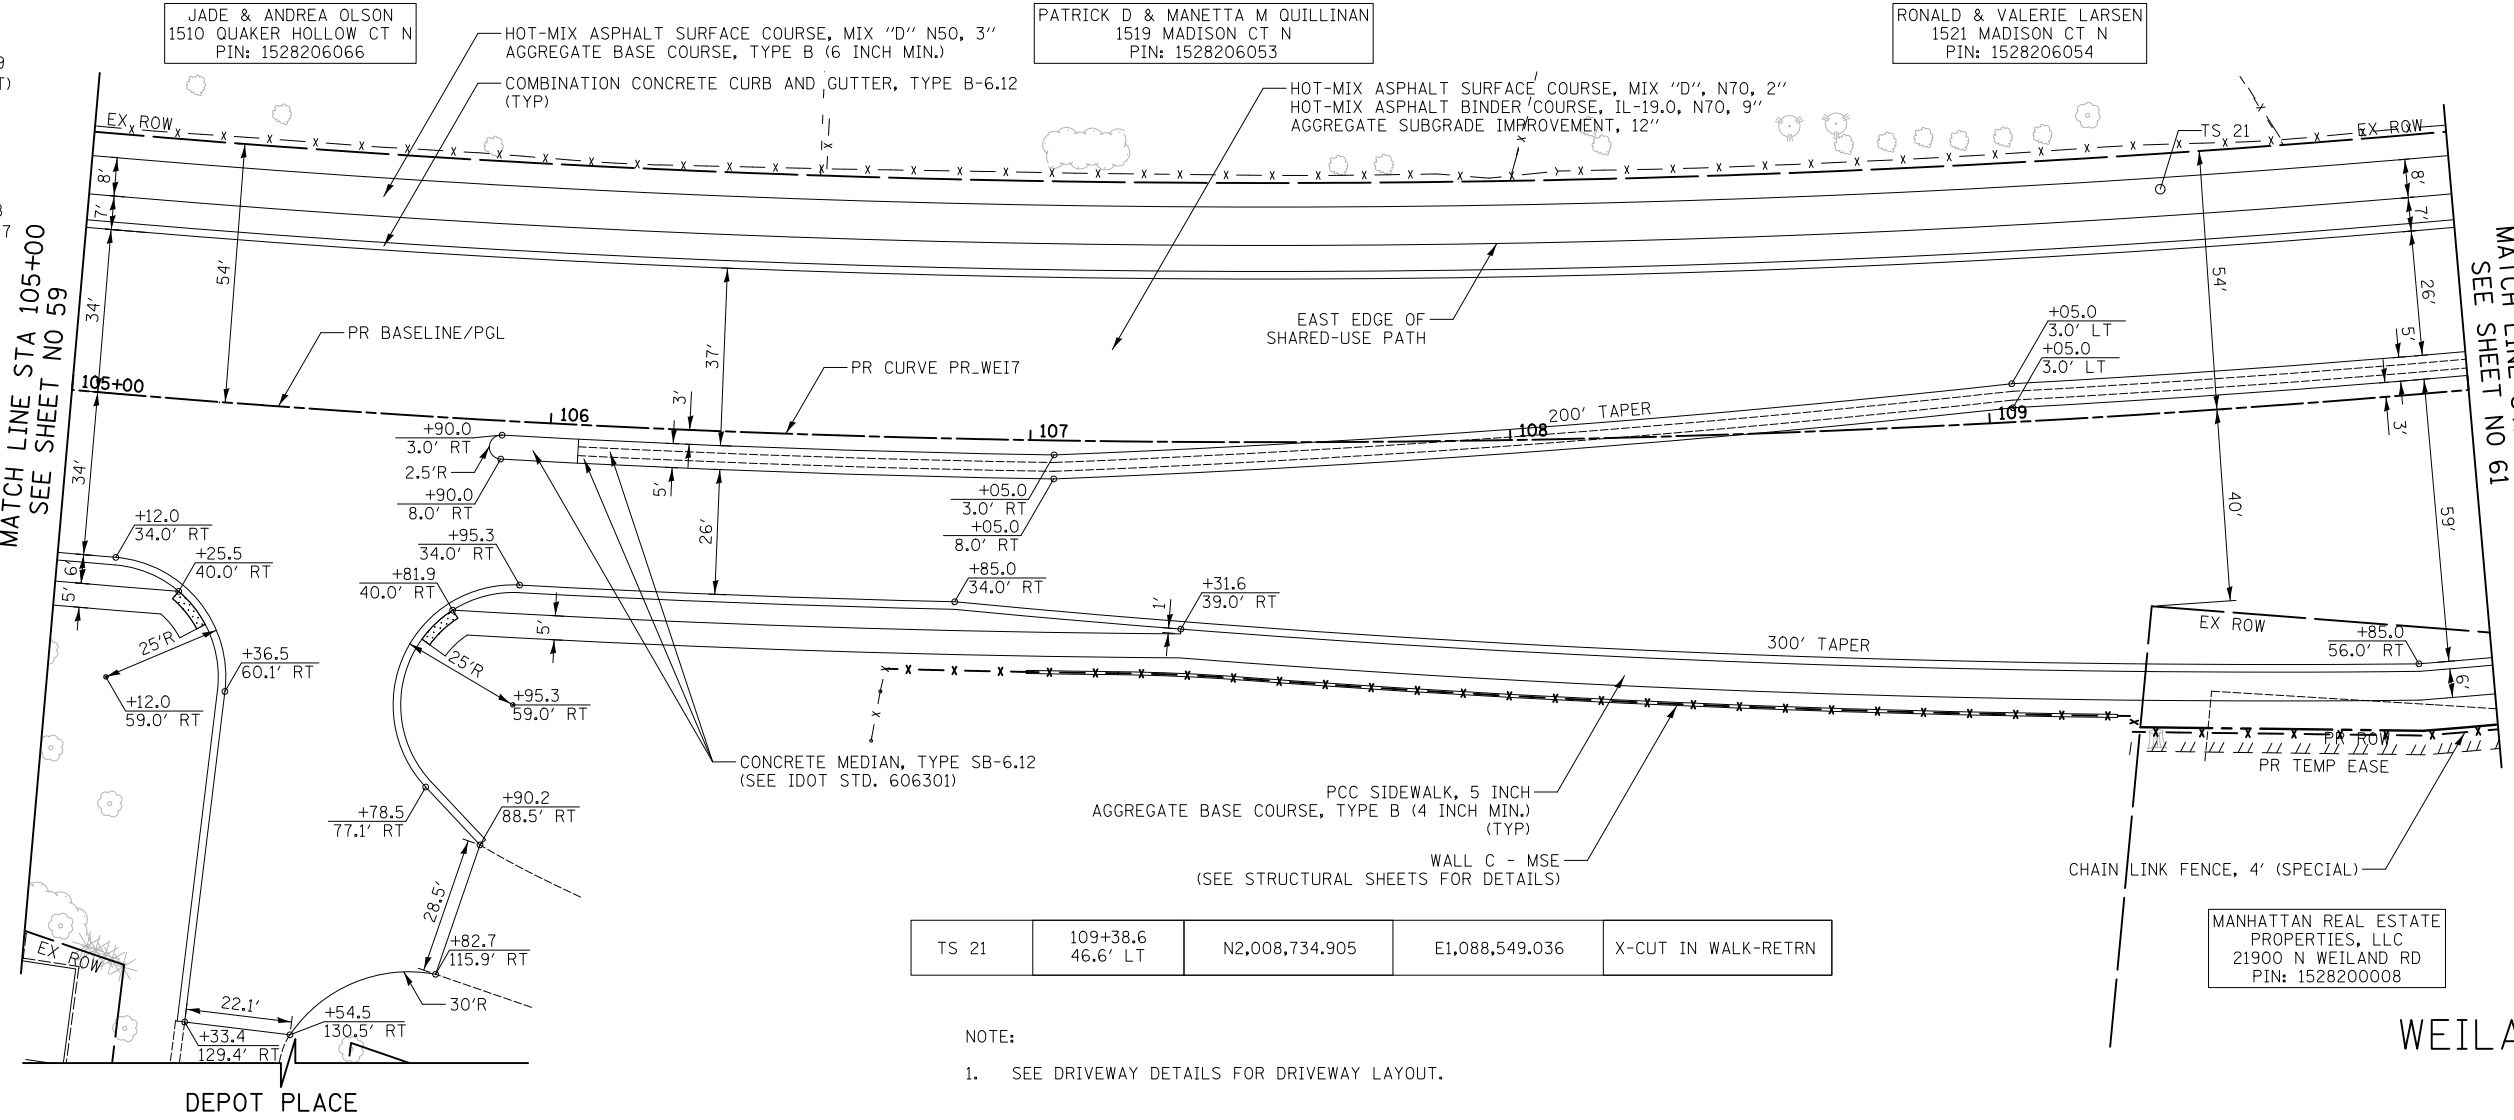 JADE & ANDREA OLSON
1510 QUAKER HOLLOW CT N
PIN: 1528206066
PATRICK D & MANETTA M QUILLINAN
1519 MADISON CT N
PIN: 1528206053
RONALD & VALERIE LARSEN
1521 MADISON CT N
PIN: 1528206054
HOT-MIX ASPHALT SURFACE COURSE, MIX "D" N50, 3"
AGGREGATE BASE COURSE, TYPE B (6 INCH MIN.)
COMBINATION CONCRETE CURB AND GUTTER, TYPE B-6.12
(TYP)
HOT-MIX ASPHALT SURFACE COURSE, MIX "D", N70, 2"
HOT-MIX ASPHALT BINDER COURSE, IL-19.0, N70, 9"
AGGREGATE SUBGRADE IMPROVEMENT, 12"
9
T)
3
7
EX ROW
TS 21
EX ROW
8'
7'
34'
54'
37'
8'
7'
26'
54'
5'
3'
MATCH LINE STA 105+00
SEE SHEET NO 59
MATCH LINE
SEE SHEET NO 61
PR BASELINE/PGL
PR CURVE PR_WEI7
EAST EDGE OF
SHARED-USE PATH
+05.0
3.0' LT
+05.0
3.0' LT
105+00
106
107
108
109
200' TAPER
3'
5'
26'
34'
40'
59'
+90.0
3.0' RT
2.5'R
+90.0
8.0' RT
+05.0
3.0' RT
+05.0
8.0' RT
+12.0
34.0' RT
+25.5
40.0' RT
+95.3
34.0' RT
+81.9
40.0' RT
+85.0
34.0' RT
+31.6
39.0' RT
6'
5'
5'
1'
25'R
25'R
300' TAPER
EX ROW
+85.0
56.0' RT
6'
+36.5
60.1' RT
+12.0
59.0' RT
+95.3
59.0' RT
CONCRETE MEDIAN, TYPE SB-6.12
(SEE IDOT STD. 606301)
PR ROW
PR TEMP EASE
+78.5
77.1' RT
+90.2
88.5' RT
PCC SIDEWALK, 5 INCH
AGGREGATE BASE COURSE, TYPE B (4 INCH MIN.)
(TYP)
WALL C - MSE
(SEE STRUCTURAL SHEETS FOR DETAILS)
CHAIN LINK FENCE, 4' (SPECIAL)
28.5'
+82.7
115.9' RT
EX ROW
22.1'
30'R
+54.5
130.5' RT
+33.4
129.4' RT
TS 21
109+38.6
46.6' LT
N2,008,734.905
E1,088,549.036
X-CUT IN WALK-RETRN
MANHATTAN REAL ESTATE
PROPERTIES, LLC
21900 N WEILAND RD
PIN: 1528200008
NOTE:
1. SEE DRIVEWAY DETAILS FOR DRIVEWAY LAYOUT.
DEPOT PLACE
WEILA